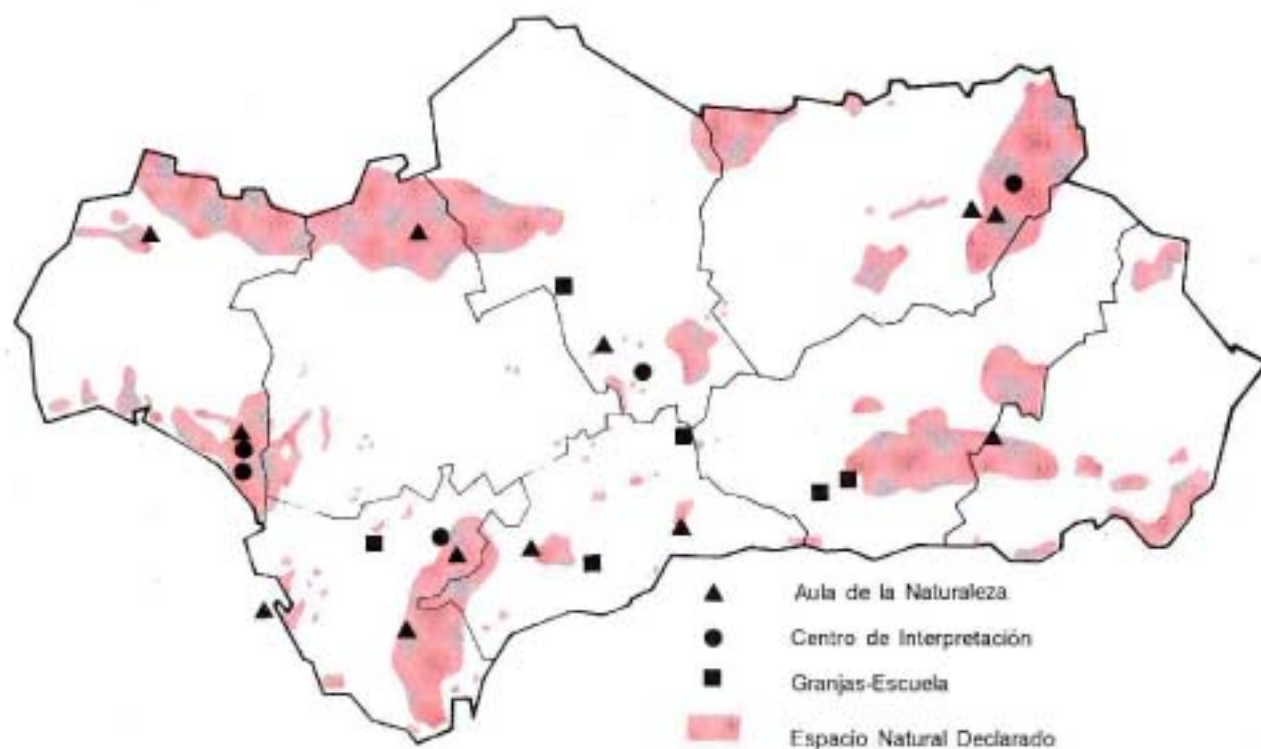 Aula de la Naturaleza
Centro de Interpretación
Granjas-Escuela
Espacio Natural Declarado